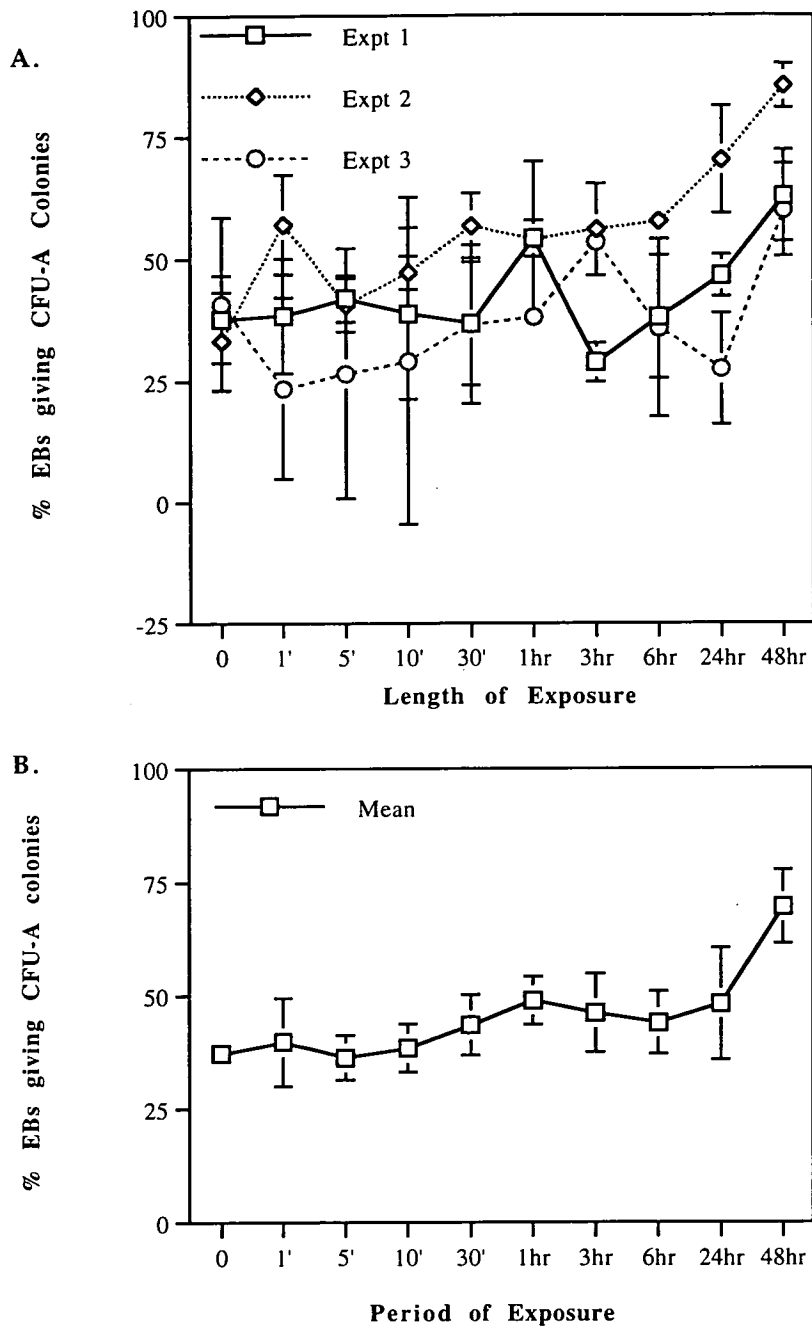 A.
% EBs giving CFU-A Colonies
100
75
50
25
0
-25
Expt 1
Expt 2
Expt 3
0 1' 5' 10' 30' 1hr 3hr 6hr 24hr 48hr
Length of Exposure
B.
% EBs giving CFU-A colonies
100
75
50
25
0
Mean
0 1' 5' 10' 30' 1hr 3hr 6hr 24hr 48hr
Period of Exposure